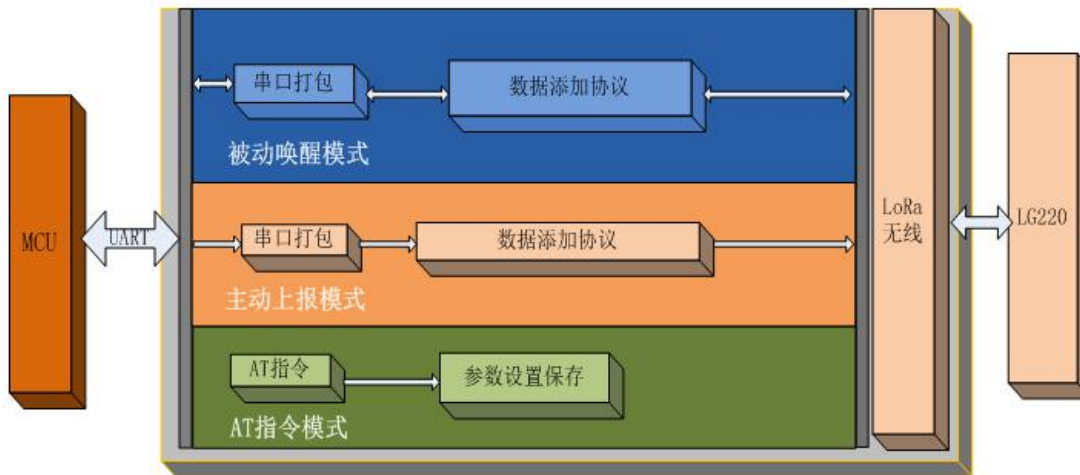 串口打包
数据添加协议
被动唤醒模式
MCU
UART
串口打包
数据添加协议
主动上报模式
LoRa
无线
LG220
AT指令
参数设置保存
AT指令模式